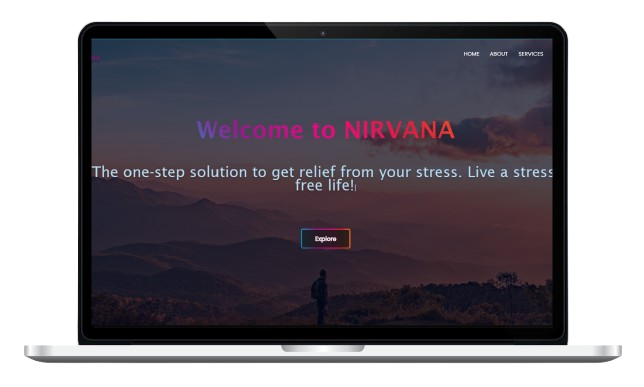 HOME ABOUT SERVICES
Welcome to NIRVANA
The one-step solution to get relief from your stress. Live a stress
free life!
Explore